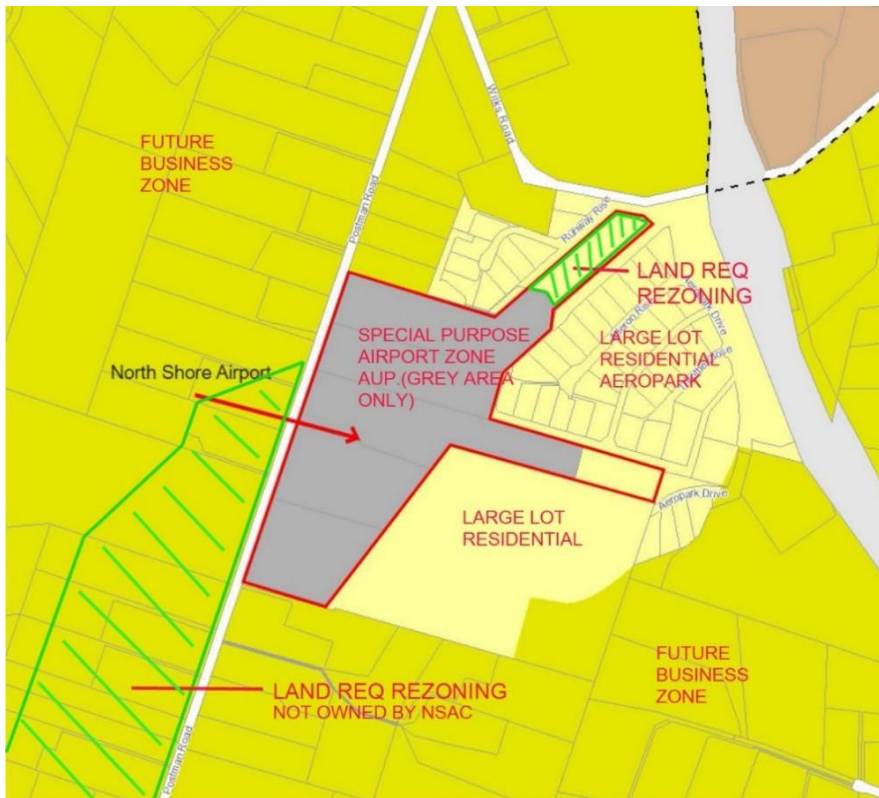 Wilks Road
FUTURE
BUSINESS
ZONE
Postman Road
Runway Rise
LAND REQ
REZONING
Aeropark Drive
North Shore Airport
SPECIAL PURPOSE
AIRPORT ZONE
AUP.(GREY AREA
ONLY)
LARGE LOT
RESIDENTIAL
AEROPARK
Aeropark Drive
LARGE LOT
RESIDENTIAL
FUTURE
BUSINESS
ZONE
LAND REQ REZONING
NOT OWNED BY NSAC
Postman Road